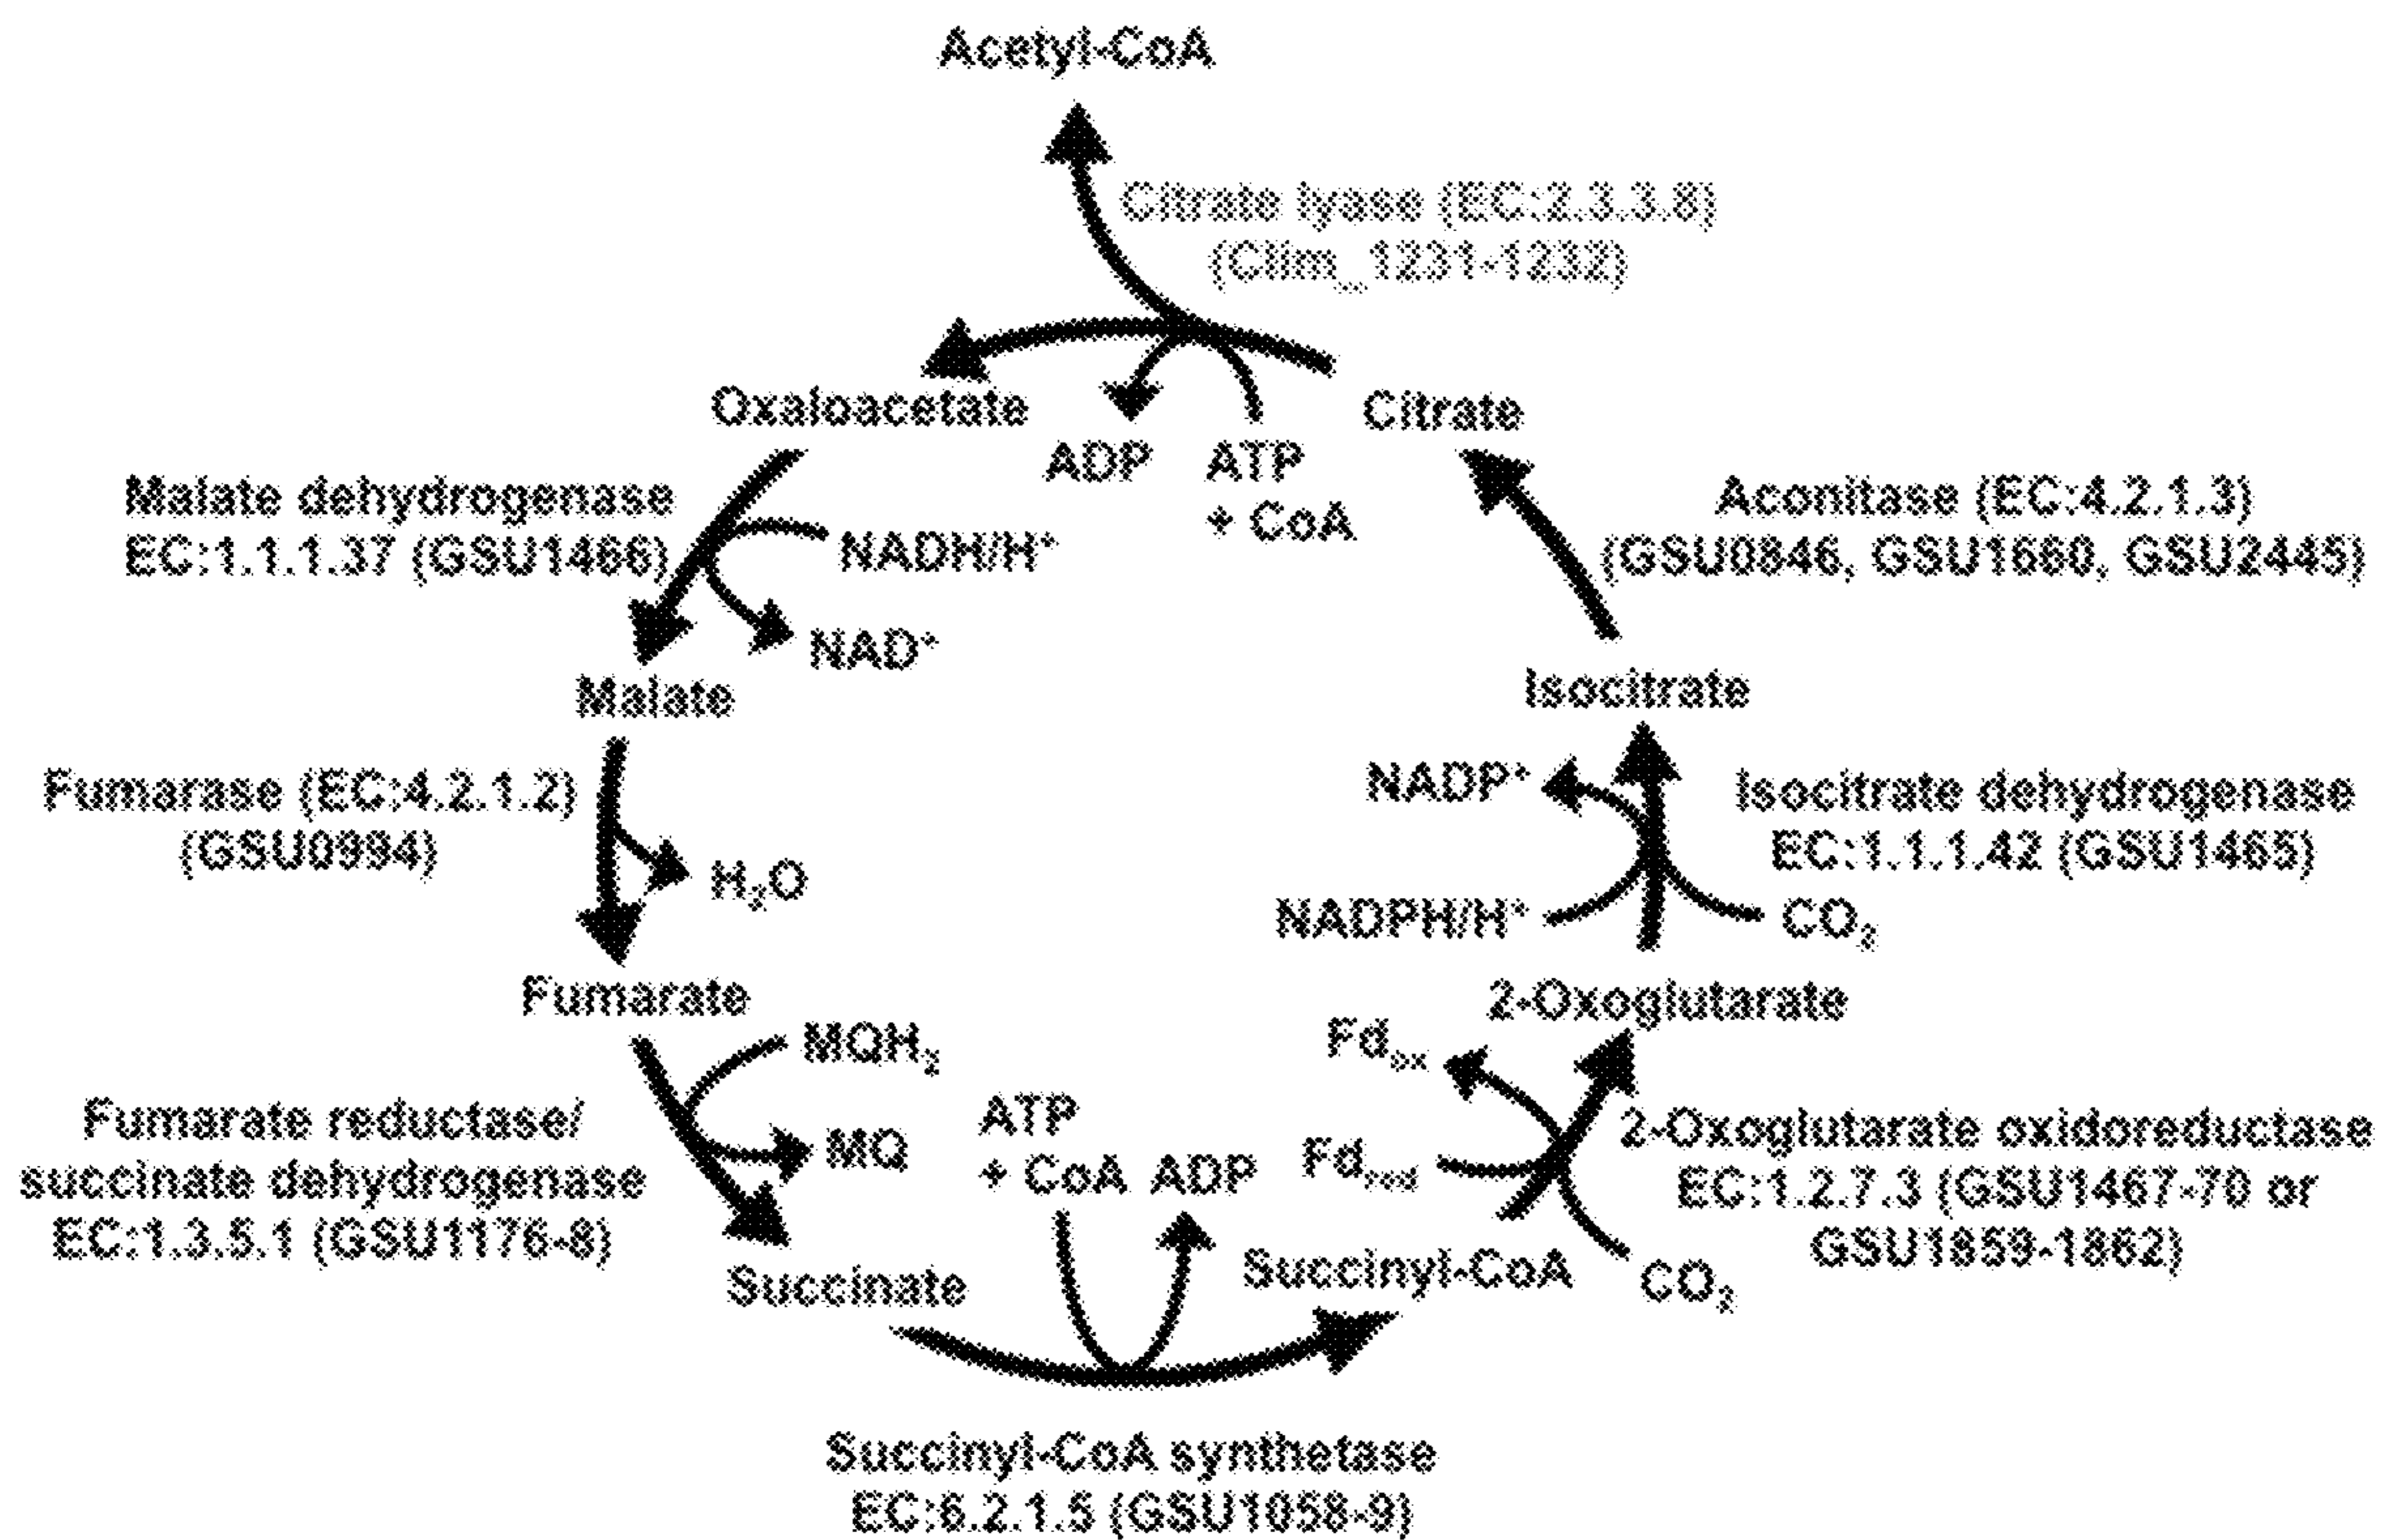 Acetyl-CoA
Citrate lyase (EC:2.3.3.8)
(Clim_1231-1232)
Oxaloacetate
Citrate
ADP
ATP
+ CoA
Malate dehydrogenase
EC:1.1.1.37 (GSU1466)
NADH/H⁺
NAD⁺
Aconitase (EC:4.2.1.3)
(GSU0846, GSU1660, GSU2445)
Malate
Isocitrate
Fumarase (EC:4.2.1.2)
(GSU0994)
H₂O
NADP⁺
NADPH/H⁺
Isocitrate dehydrogenase
EC:1.1.1.42 (GSU1465)
CO₂
Fumarate
2-Oxoglutarate
MQH₂
MQ
Fumarate reductase/
succinate dehydrogenase
EC:1.3.5.1 (GSU1176-8)
ATP
+ CoA
ADP
Fd_ox
Fd_red
2-Oxoglutarate oxidoreductase
EC:1.2.7.3 (GSU1467-70 or
GSU1859-1862)
Succinate
Succinyl-CoA
CO₂
Succinyl-CoA synthetase
EC:6.2.1.5 (GSU1058-9)